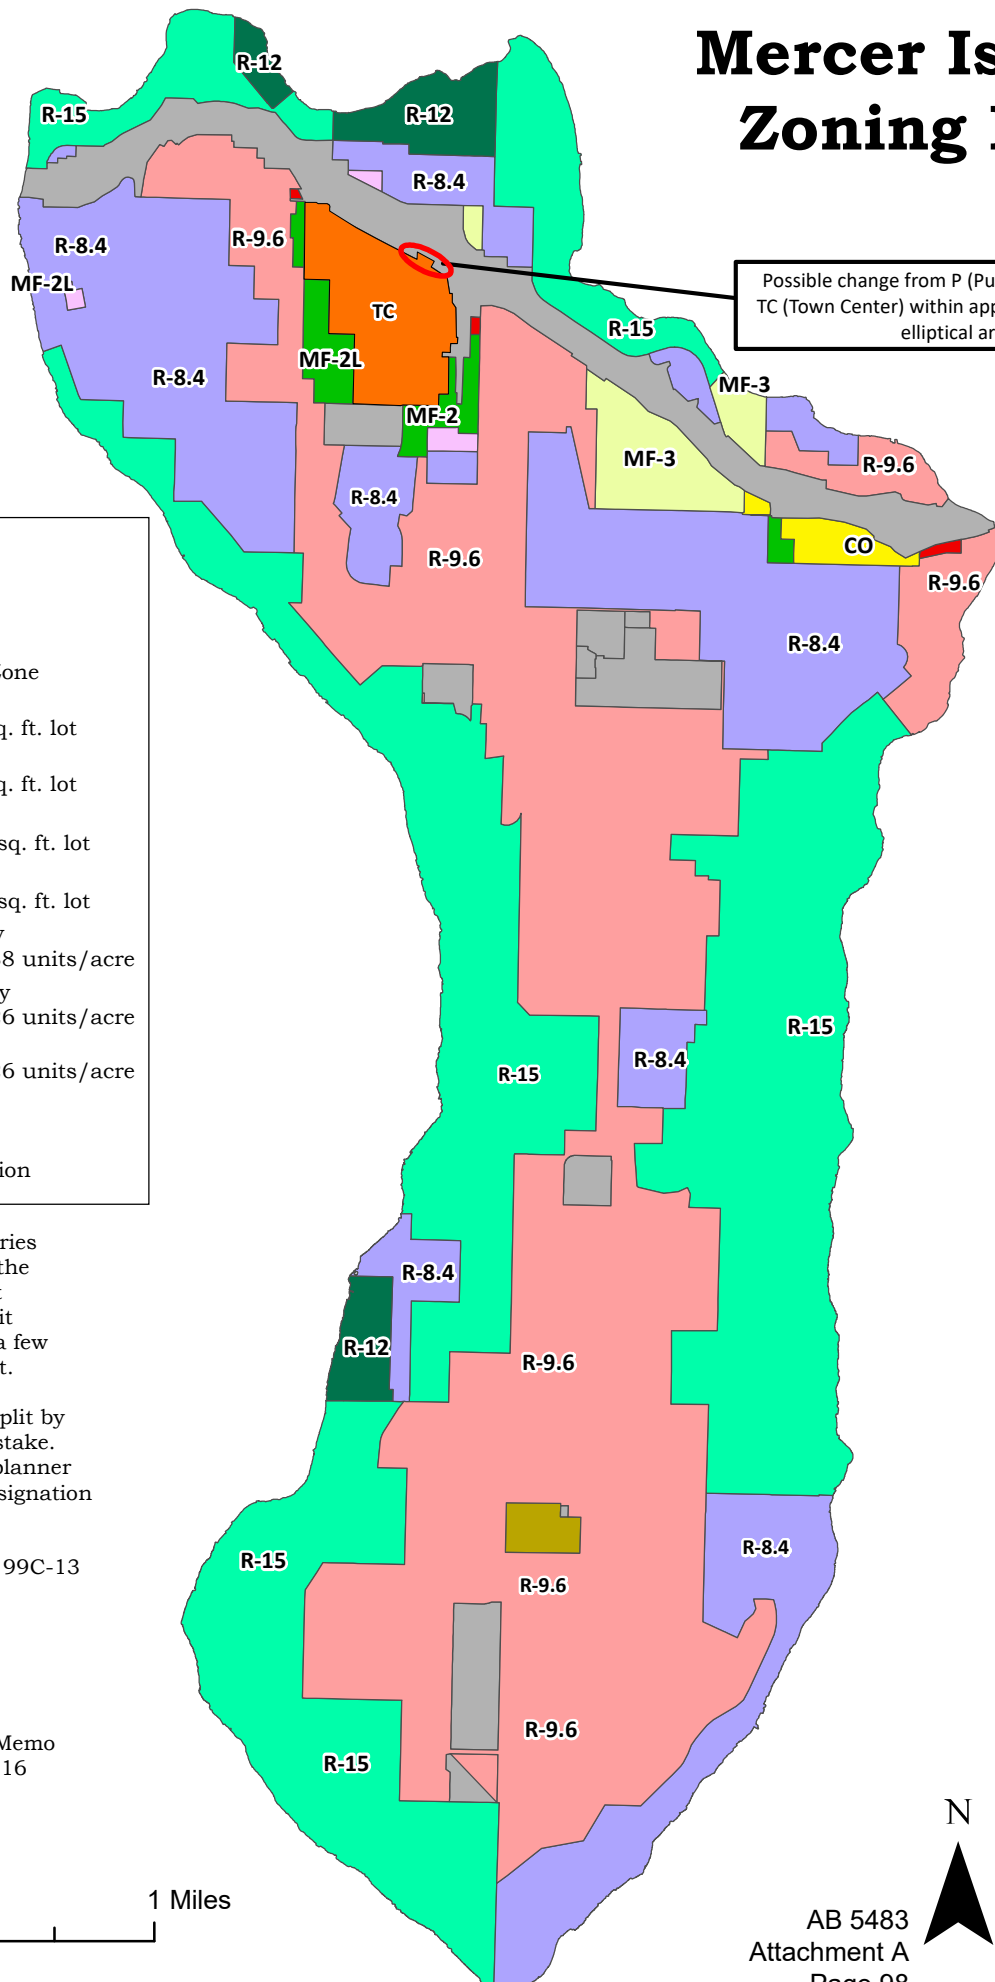 Mercer Is
Zoning
R-12
R-15
R-12
R-8.4
R-9.6
R-8.4
MF-2L
TC
Possible change from P (Pu
TC (Town Center) within app
elliptical ar
R-15
MF-2L
R-8.4
MF-3
MF-2
MF-3
R-9.6
R-8.4
CO
R-9.6
R-9.6
R-8.4
Zone
q. ft. lot
q. ft. lot
sq. ft. lot
sq. ft. lot
y
8 units/acre
y
6 units/acre
6 units/acre
ion
R-15
R-8.4
R-15
ries
the
t
it
a few
t.
plit by
stake.
planner
signation
99C-13
Memo
16
R-8.4
R-12
R-9.6
R-8.4
R-15
R-9.6
R-9.6
R-15
1 Miles
N
AB 5483
Attachment A
Page 98